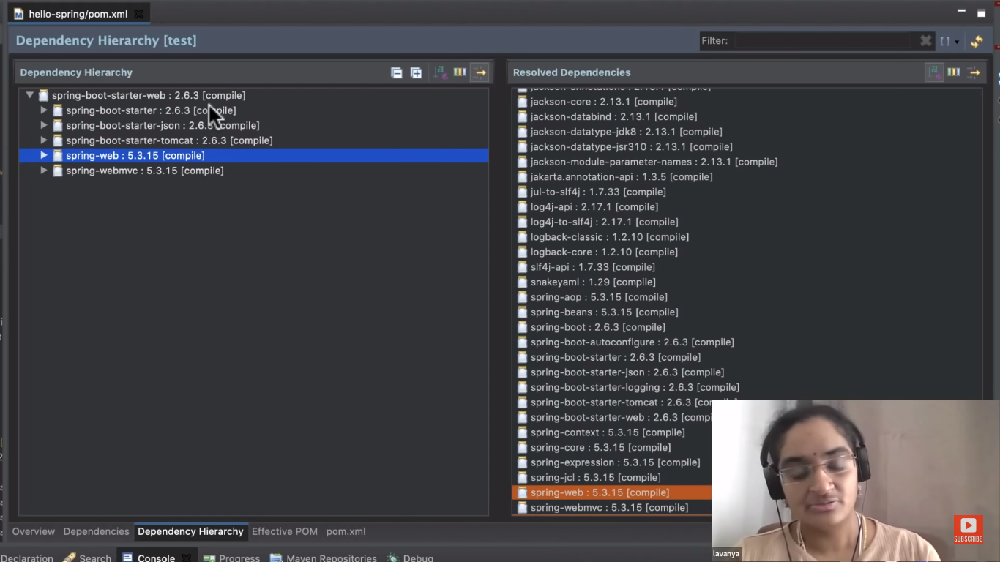 hello-spring/pom.xml
Dependency Hierarchy [test]
Filter:
Dependency Hierarchy
spring-boot-starter-web : 2.6.3 [compile]
spring-boot-starter : 2.6.3 [compile]
spring-boot-starter-json : 2.6.3 [compile]
spring-boot-starter-tomcat : 2.6.3 [compile]
spring-web : 5.3.15 [compile]
spring-webmvc : 5.3.15 [compile]
Resolved Dependencies
jackson-annotations : 2.13.1 [compile]
jackson-core : 2.13.1 [compile]
jackson-databind : 2.13.1 [compile]
jackson-datatype-jdk8 : 2.13.1 [compile]
jackson-datatype-jsr310 : 2.13.1 [compile]
jackson-module-parameter-names : 2.13.1 [compile]
jakarta.annotation-api : 1.3.5 [compile]
jul-to-slf4j : 1.7.33 [compile]
log4j-api : 2.17.1 [compile]
log4j-to-slf4j : 2.17.1 [compile]
logback-classic : 1.2.10 [compile]
logback-core : 1.2.10 [compile]
slf4j-api : 1.7.33 [compile]
snakeyaml : 1.29 [compile]
spring-aop : 5.3.15 [compile]
spring-beans : 5.3.15 [compile]
spring-boot : 2.6.3 [compile]
spring-boot-autoconfigure : 2.6.3 [compile]
spring-boot-starter : 2.6.3 [compile]
spring-boot-starter-json : 2.6.3 [compile]
spring-boot-starter-logging : 2.6.3 [compile]
spring-boot-starter-tomcat : 2.6.3
spring-boot-starter-web : 2.6.3
spring-context : 5.3.15 [compile]
spring-core : 5.3.15 [compile]
spring-expression : 5.3.15 [compile]
spring-jcl : 5.3.15 [compile]
spring-web : 5.3.15 [compile]
spring-webmvc : 5.3.15 [compile]
Overview Dependencies Dependency Hierarchy Effective POM pom.xml
Declaration Search Console Progress Maven Repositories Debug
lavanya
SUBSCRIBE